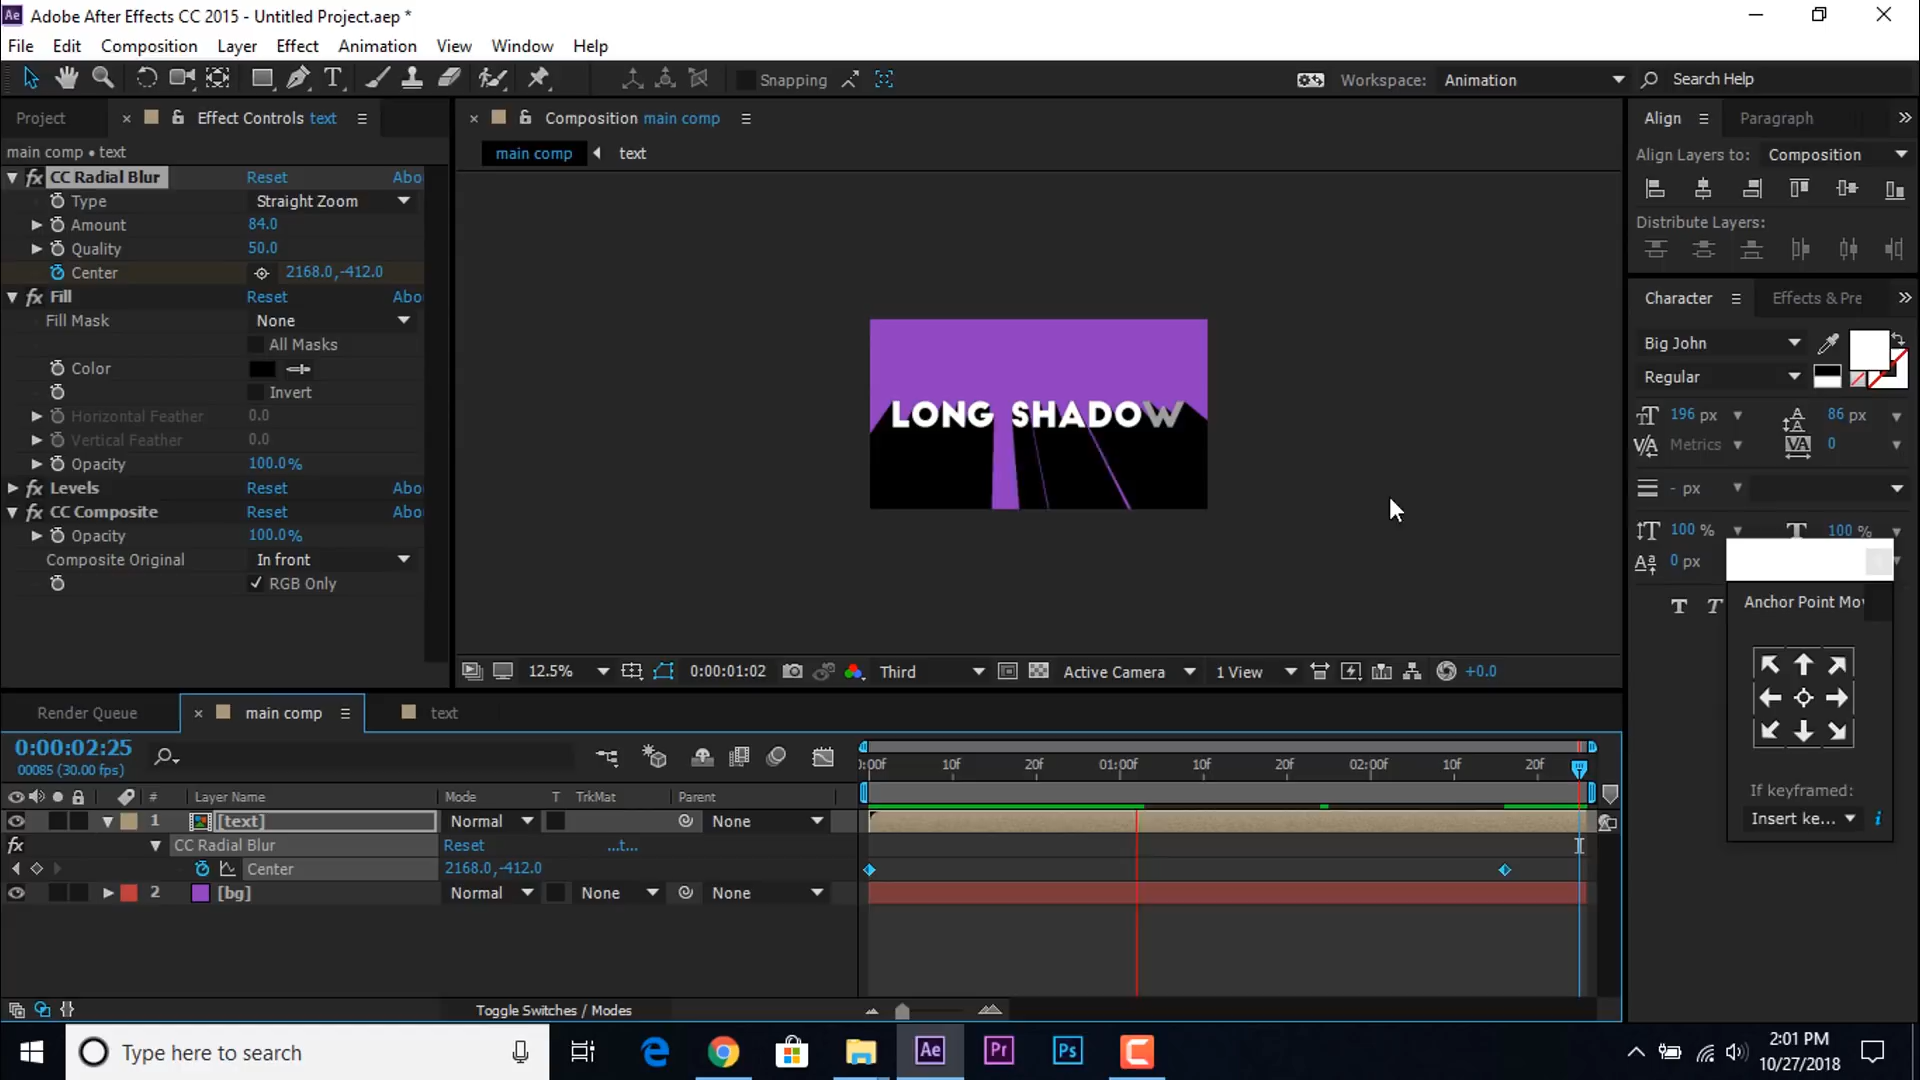 Ae Adobe After Effects CC 2015 - Untitled Project.aep *
File Edit Composition Layer Effect Animation View Window Help
Snapping
Workspace: Animation
Search Help
Project
Effect Controls text
main comp • text
CC Radial Blur Reset Abo
Type Straight Zoom
Amount 84.0
Quality 50.0
Center 2168.0,-412.0
Fill Reset Abo
Fill Mask None
All Masks
Color
Invert
Horizontal Feather 0.0
Vertical Feather 0.0
Opacity 100.0%
Levels Reset Abo
CC Composite Reset Abo
Opacity 100.0%
Composite Original In front
RGB Only
Composition main comp
main comp text
LONG SHADOW
12.5% 0:00:01:02 Third Active Camera 1 View +0.0
Align Paragraph
Align Layers to: Composition
Distribute Layers:
Character Effects & Pre
Big John
Regular
196 px 86 px
Metrics 0
- px
100 % 100 %
0 px
T T
Anchor Point Mov
If keyframed:
Insert ke...
Render Queue main comp text
0:00:02:25
00085 (30.00 fps)
0:00f 10f 20f 01:00f 10f 20f 02:00f 10f 20f
# Layer Name Mode T TrkMat Parent
1 [text] Normal None
fx CC Radial Blur Reset ...t...
Center 2168.0,-412.0
2 [bg] Normal None None
Toggle Switches / Modes
Type here to search
Ae Pr Ps
2:01 PM
10/27/2018